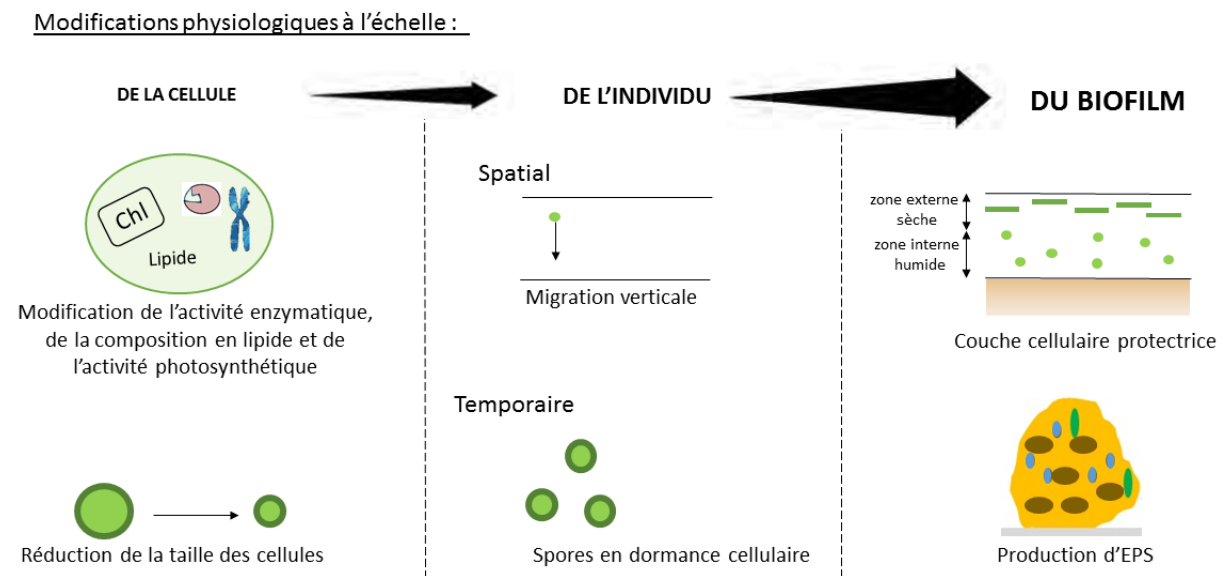 Modifications physiologiques à l’échelle :
DE LA CELLULE
DE L’INDIVIDU
DU BIOFILM
Chl
Lipide
Modification de l’activité enzymatique,
de la composition en lipide et de
l’activité photosynthétique
Réduction de la taille des cellules
Spatial
Migration verticale
Temporaire
Spores en dormance cellulaire
zone externe
sèche
zone interne
humide
Couche cellulaire protectrice
Production d’EPS